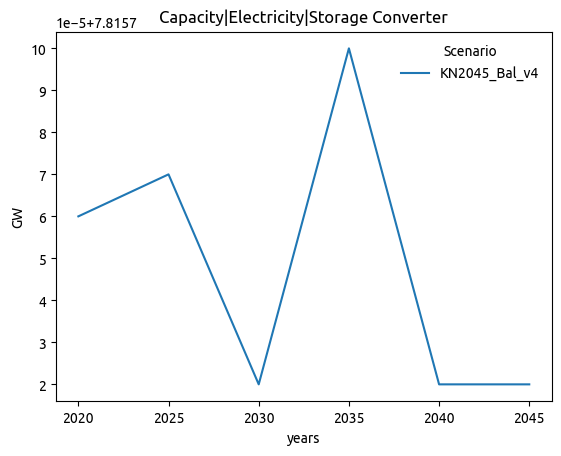 Capacity|Electricity|Storage Converter
1e−5+7.8157
Scenario
KN2045_Bal_v4
10
9
8
7
6
5
4
3
2
GW
2020 2025 2030 2035 2040 2045
years